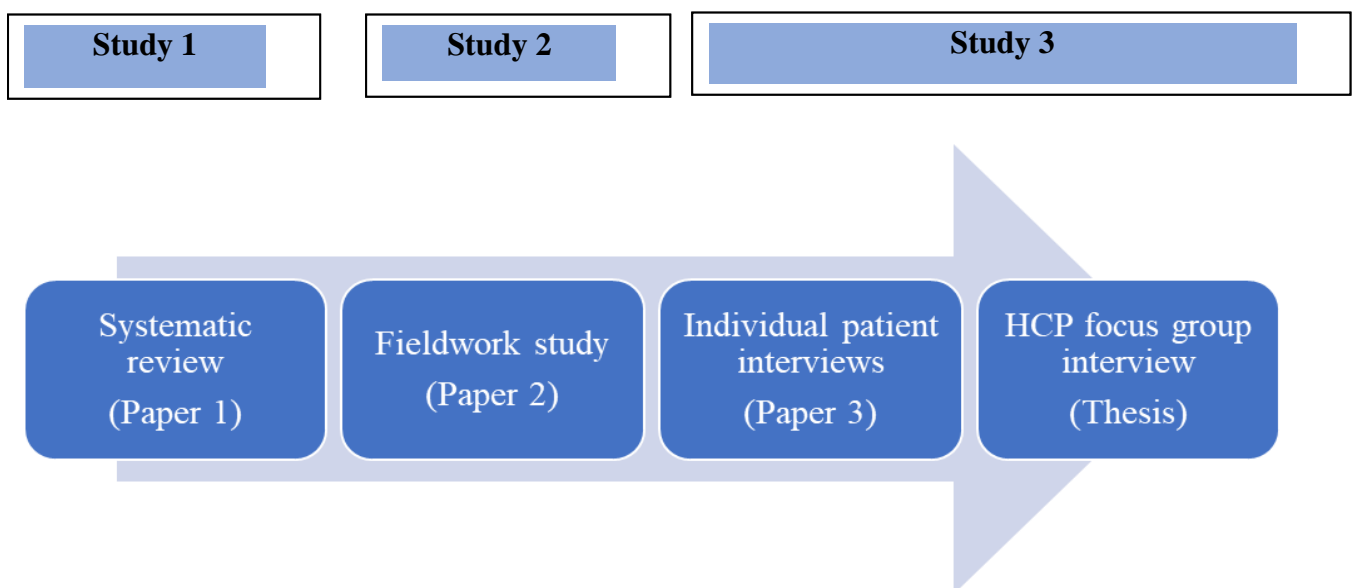 Study 1
Study 2
Study 3
Systematic
review
(Paper 1)
Fieldwork study
(Paper 2)
Individual patient
interviews
(Paper 3)
HCP focus group
interview
(Thesis)